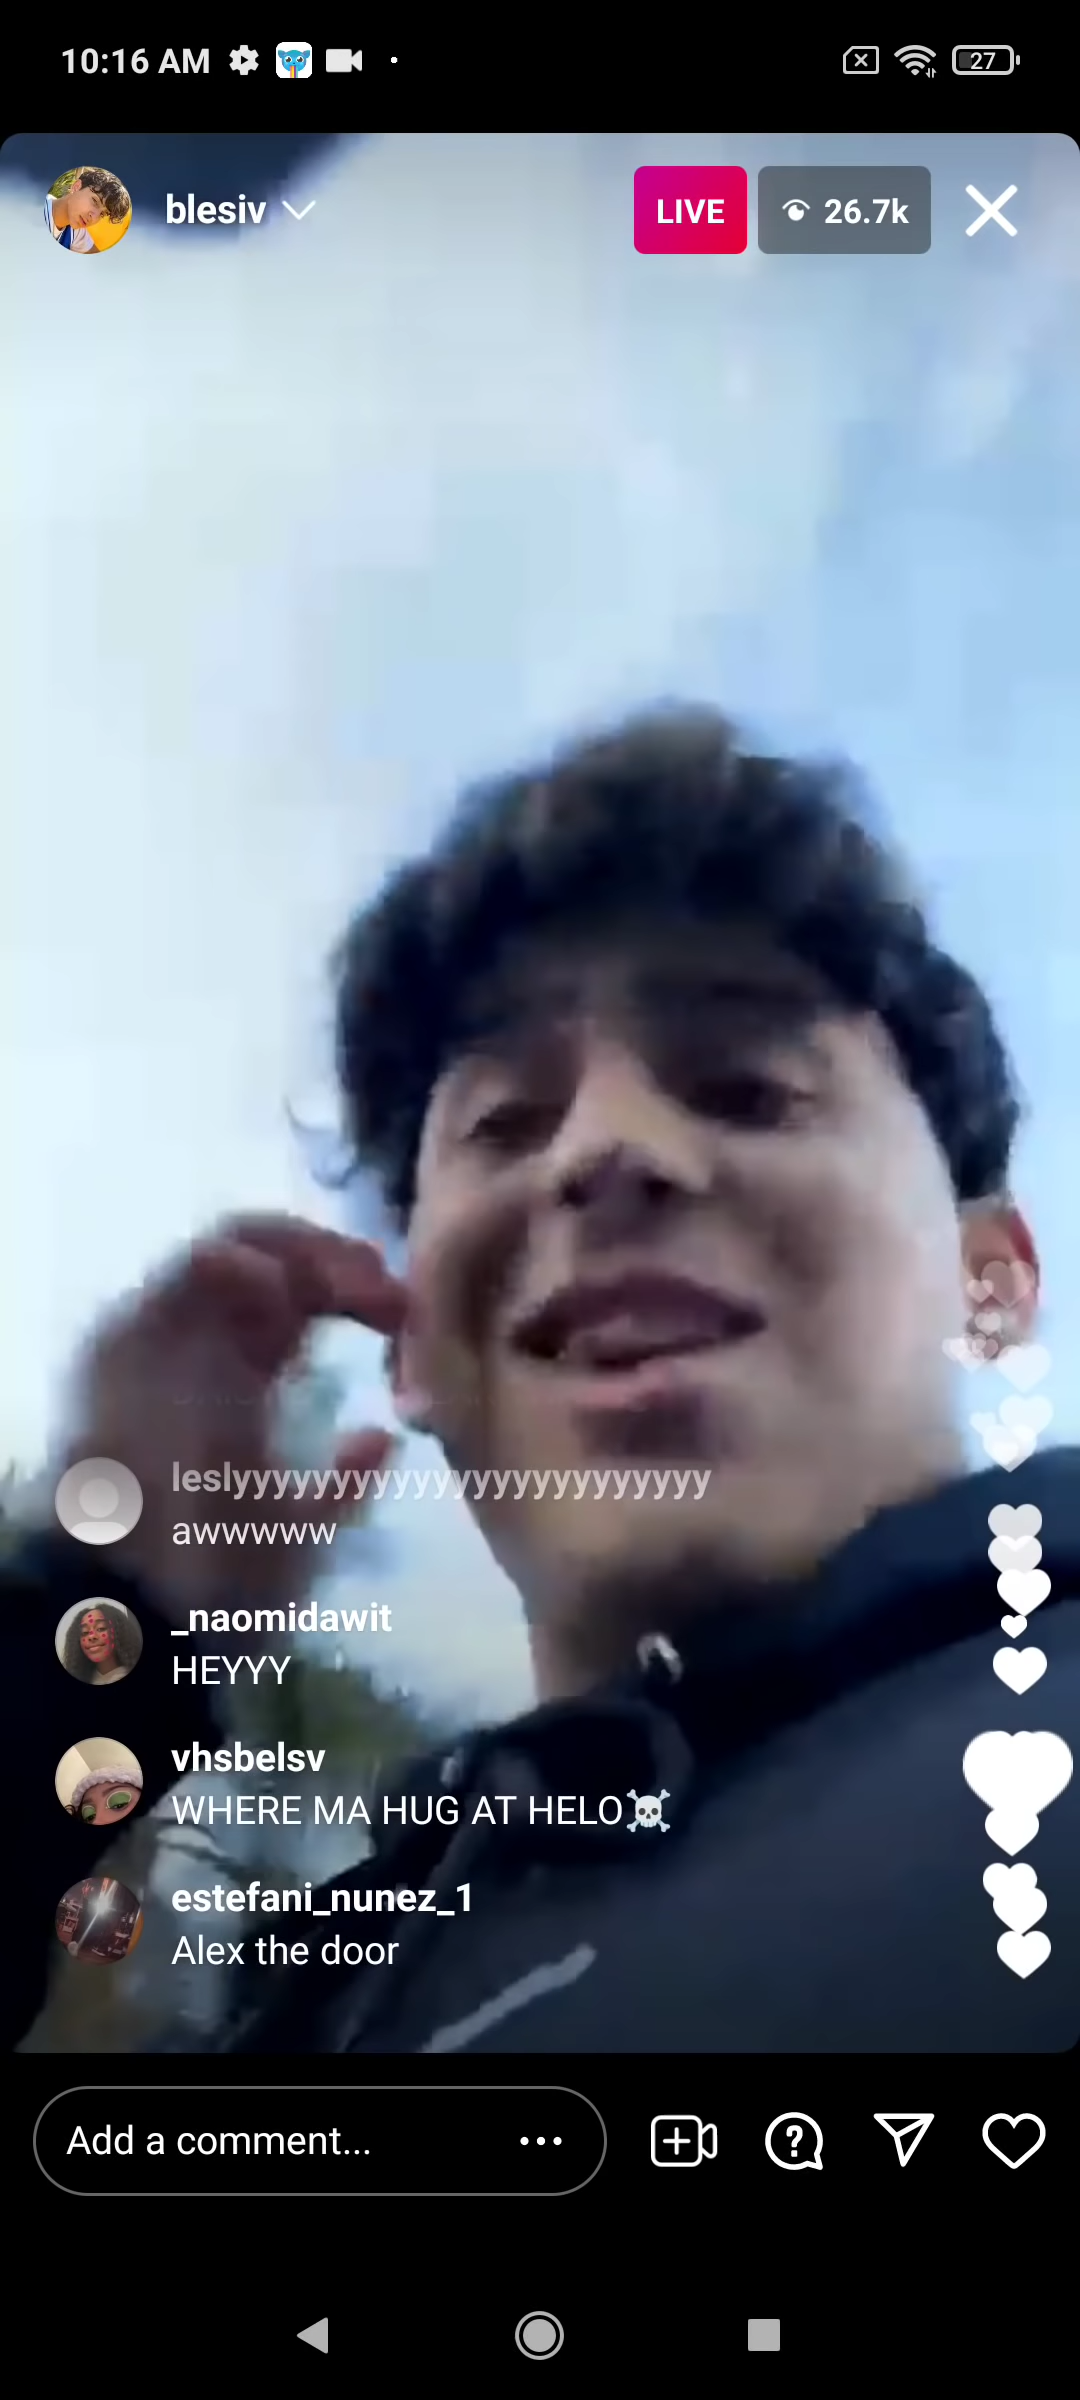 10:16 AM
27
blesiv
LIVE
26.7k
leslyyyyyyyyyyyyyyyyyyyyyyyy
awwwww
_naomidawit
HEYYY
vhsbelsv
WHERE MA HUG AT HELO☠️
estefani_nunez_1
Alex the door
Add a comment...